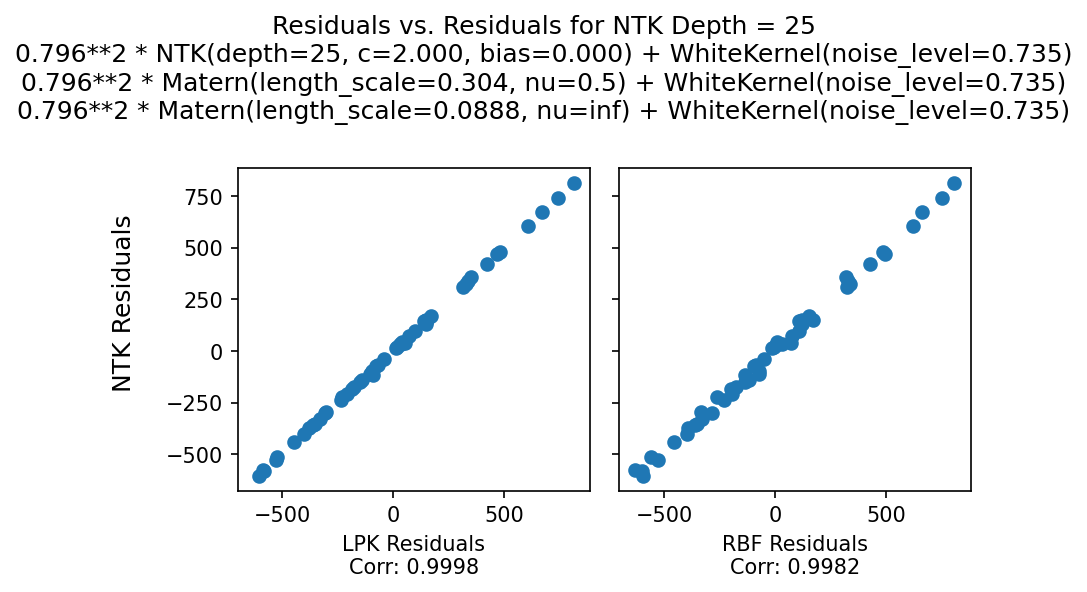 Residuals vs. Residuals for NTK Depth = 25
0.796**2 * NTK(depth=25, c=2.000, bias=0.000) + WhiteKernel(noise_level=0.735)
0.796**2 * Matern(length_scale=0.304, nu=0.5) + WhiteKernel(noise_level=0.735)
0.796**2 * Matern(length_scale=0.0888, nu=inf) + WhiteKernel(noise_level=0.735)
NTK Residuals
750
500
250
0
−250
−500
−500 0 500
−500 0 500
LPK Residuals
Corr: 0.9998
RBF Residuals
Corr: 0.9982